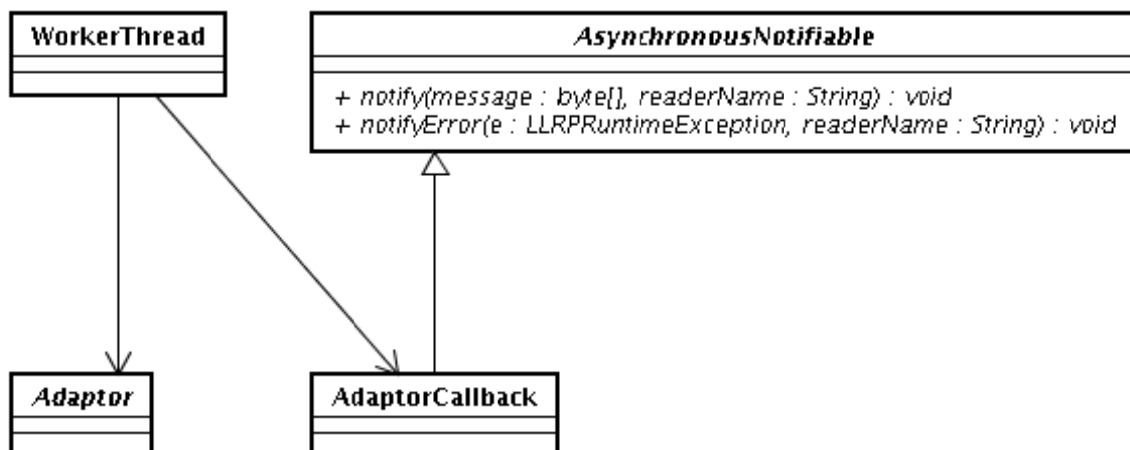 WorkerThread
AsynchronousNotifiable
+ notify(message : byte[], readerName : String) : void
+ notifyError(e : LLRPRuntimeException, readerName : String) : void
Adaptor
AdaptorCallback